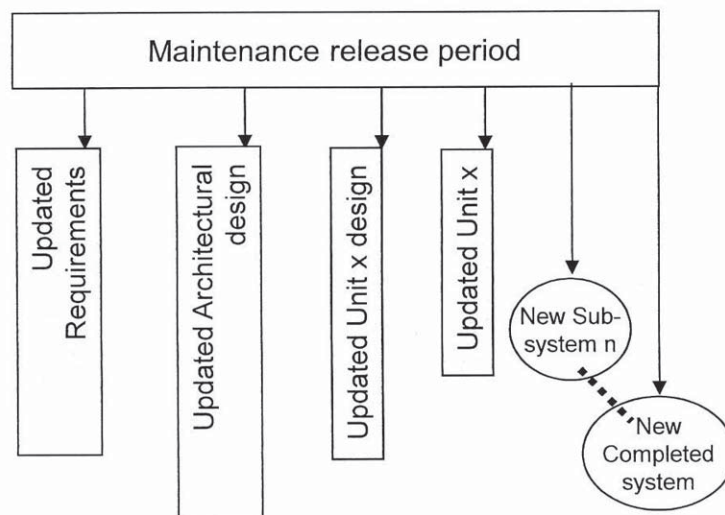 Maintenance release period
Updated
Requirements
Updated Architectural
design
Updated Unit x design
Updated Unit x
New Sub-
system n
New
Completed
system